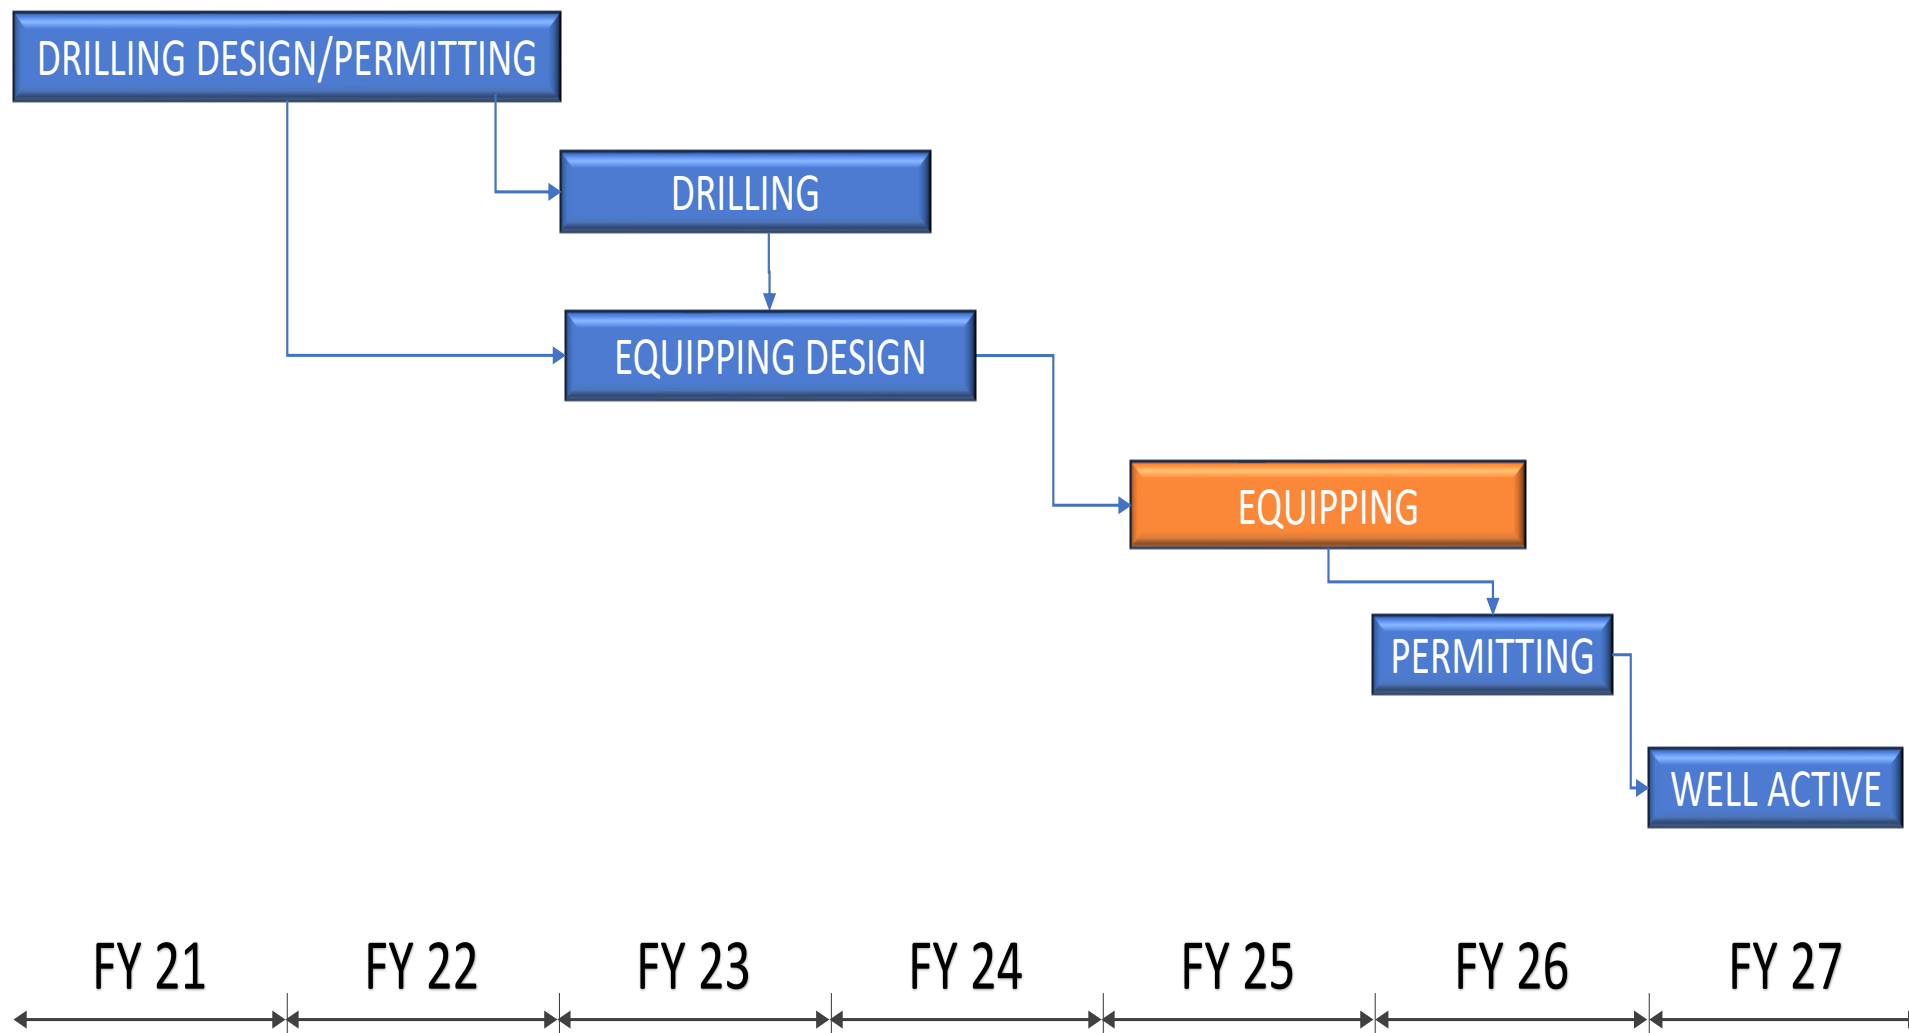 DRILLING DESIGN/PERMITTING
DRILLING
EQUIPPING DESIGN
EQUIPPING
PERMITTING
WELL ACTIVE
FY 21 FY 22 FY 23 FY 24 FY 25 FY 26 FY 27